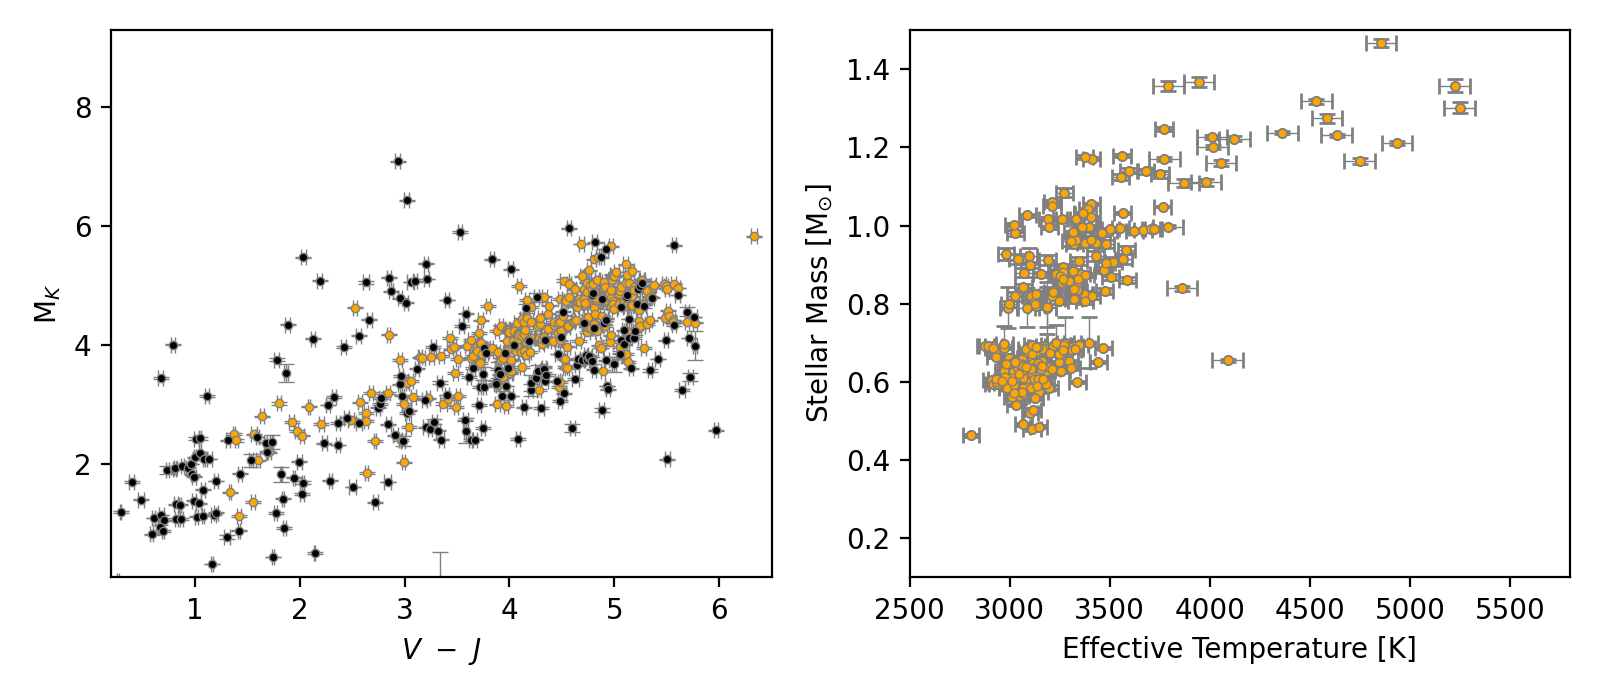 M_K
8
6
4
2
1 2 3 4 5 6
V − J
Stellar Mass [M_⊙]
1.4
1.2
1.0
0.8
0.6
0.4
0.2
2500 3000 3500 4000 4500 5000 5500
Effective Temperature [K]